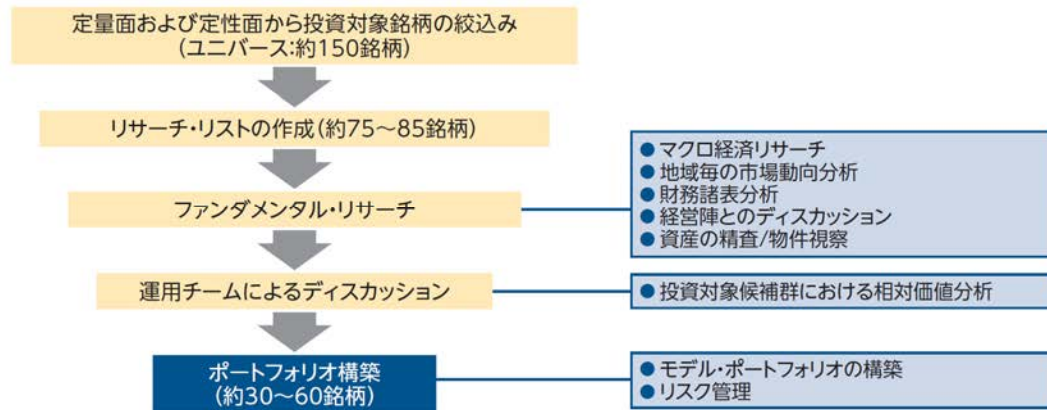 定量面および定性面から投資対象銘柄の絞込み
(ユニバース:約150銘柄)
リサーチ・リストの作成(約75～85銘柄)
ファンダメンタル・リサーチ
●マクロ経済リサーチ
●地域毎の市場動向分析
●財務諸表分析
●経営陣とのディスカッション
●資産の精査/物件視察
運用チームによるディスカッション
●投資対象候補群における相対価値分析
ポートフォリオ構築
(約30～60銘柄)
●モデル・ポートフォリオの構築
●リスク管理